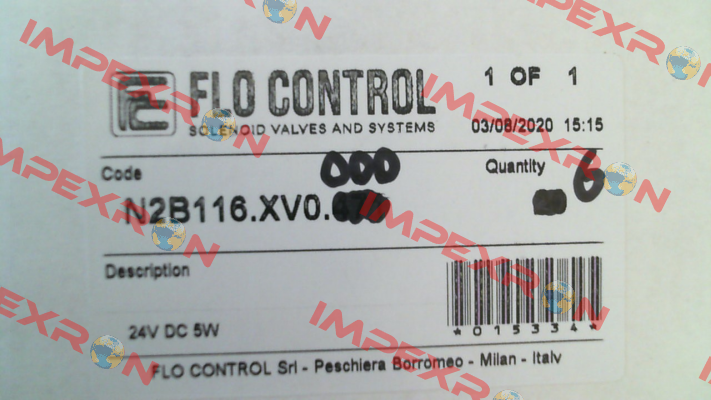 FLO CONTROL
SOLENOID VALVES AND SYSTEMS
1 OF 1
03/08/2020 15:15
Code
000
N2B116.XV0.
Quantity
6
Description
24V DC 5W
*015334*
FLO CONTROL Srl - Peschiera Borromeo - Milan - Italy
IMPEXRON